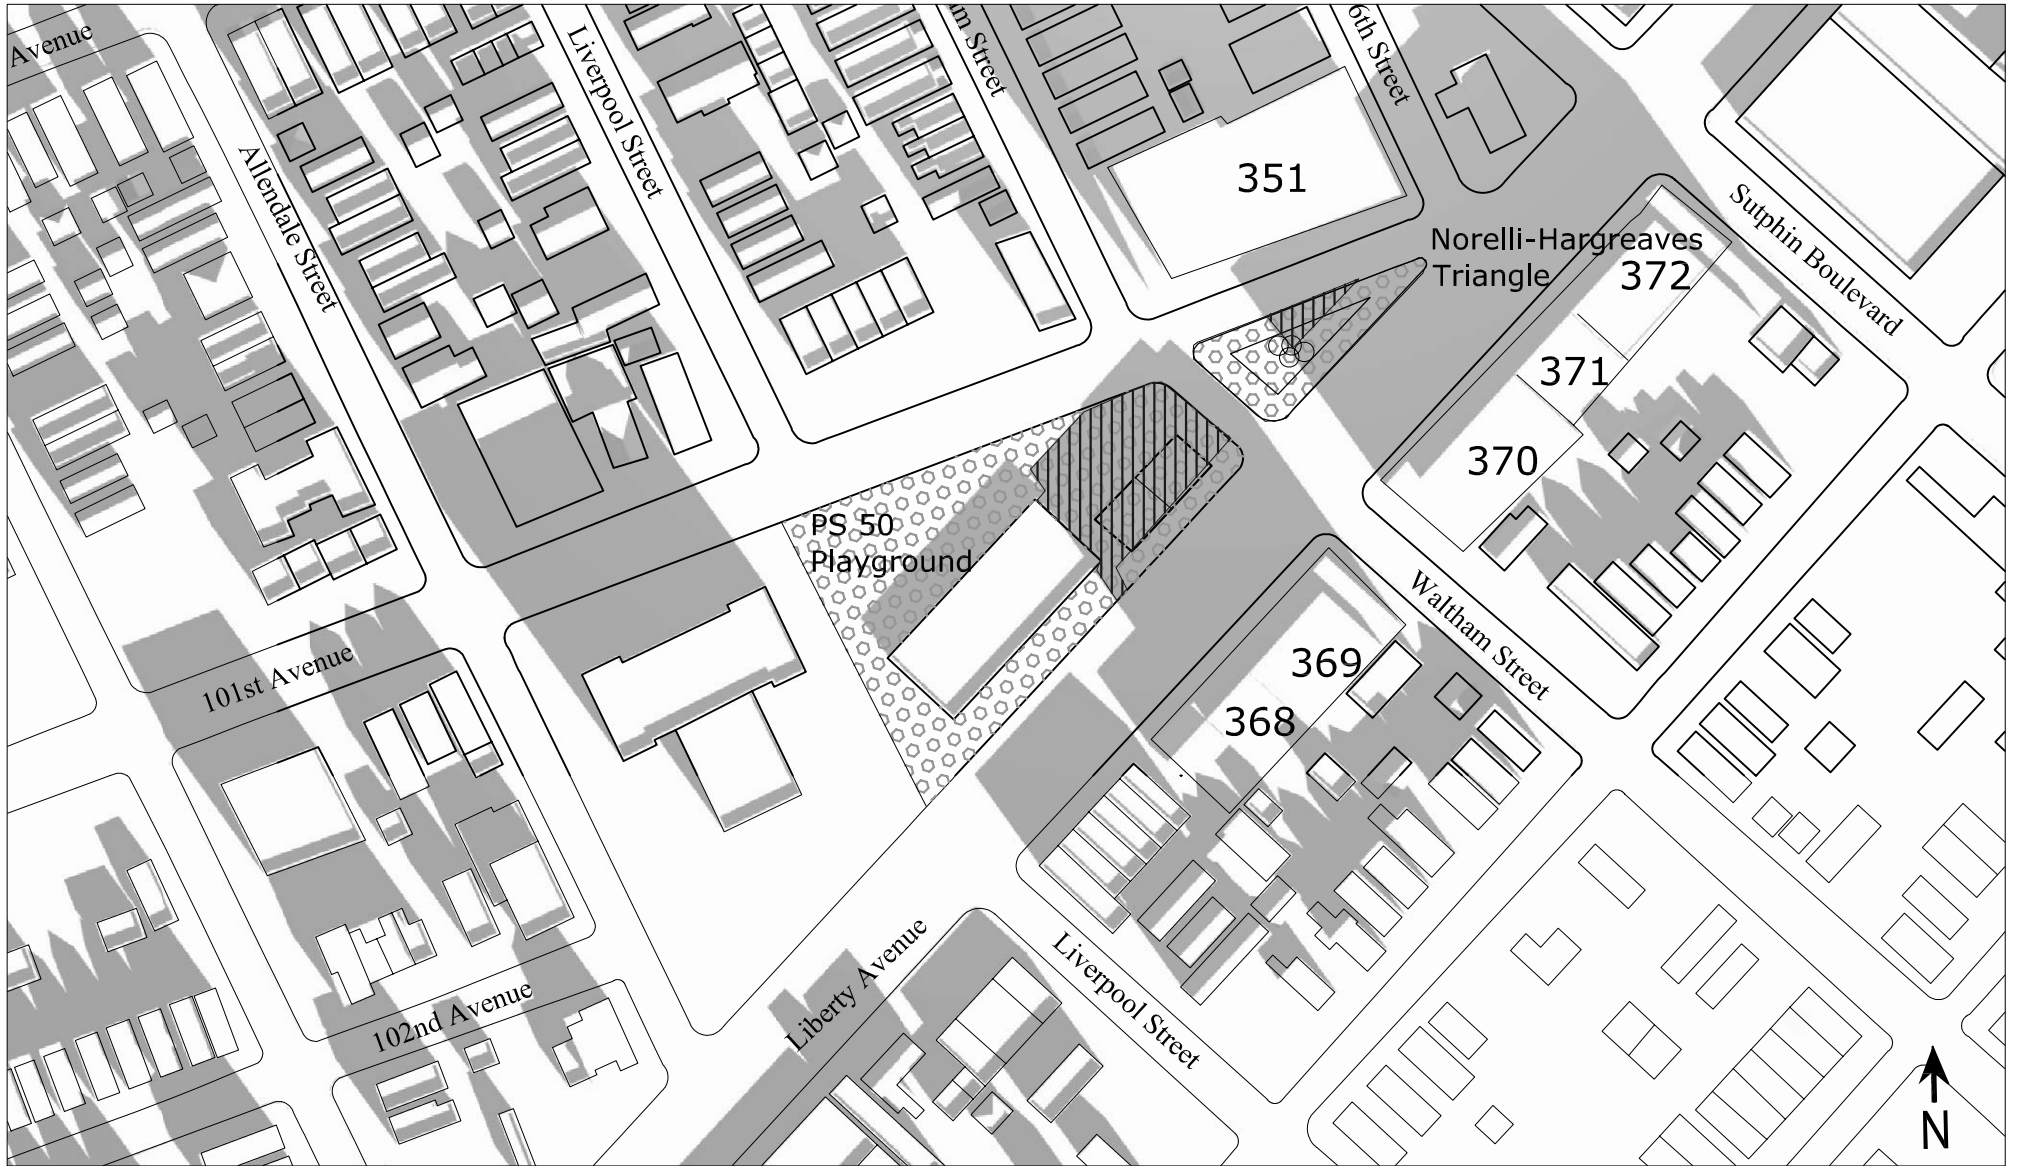 Avenue
Liverpool Street
Street
6th Street
Allendale Street
351
Sutphin Boulevard
Norelli-Hargreaves
Triangle
372
371
370
PS 50
Playground
Waltham Street
101st Avenue
369
368
Liberty Avenue
Liverpool Street
102nd Avenue
N